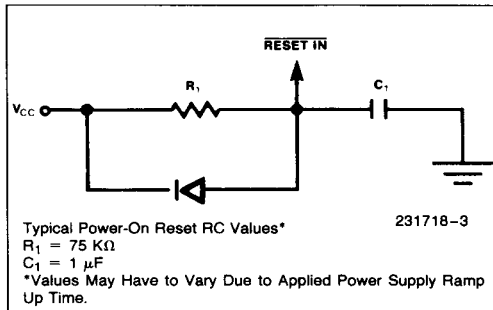 RESET IN
R₁
C₁
VCC
231718-3
Typical Power-On Reset RC Values*
R₁ = 75 KΩ
C₁ = 1 µF
*Values May Have to Vary Due to Applied Power Supply Ramp
Up Time.